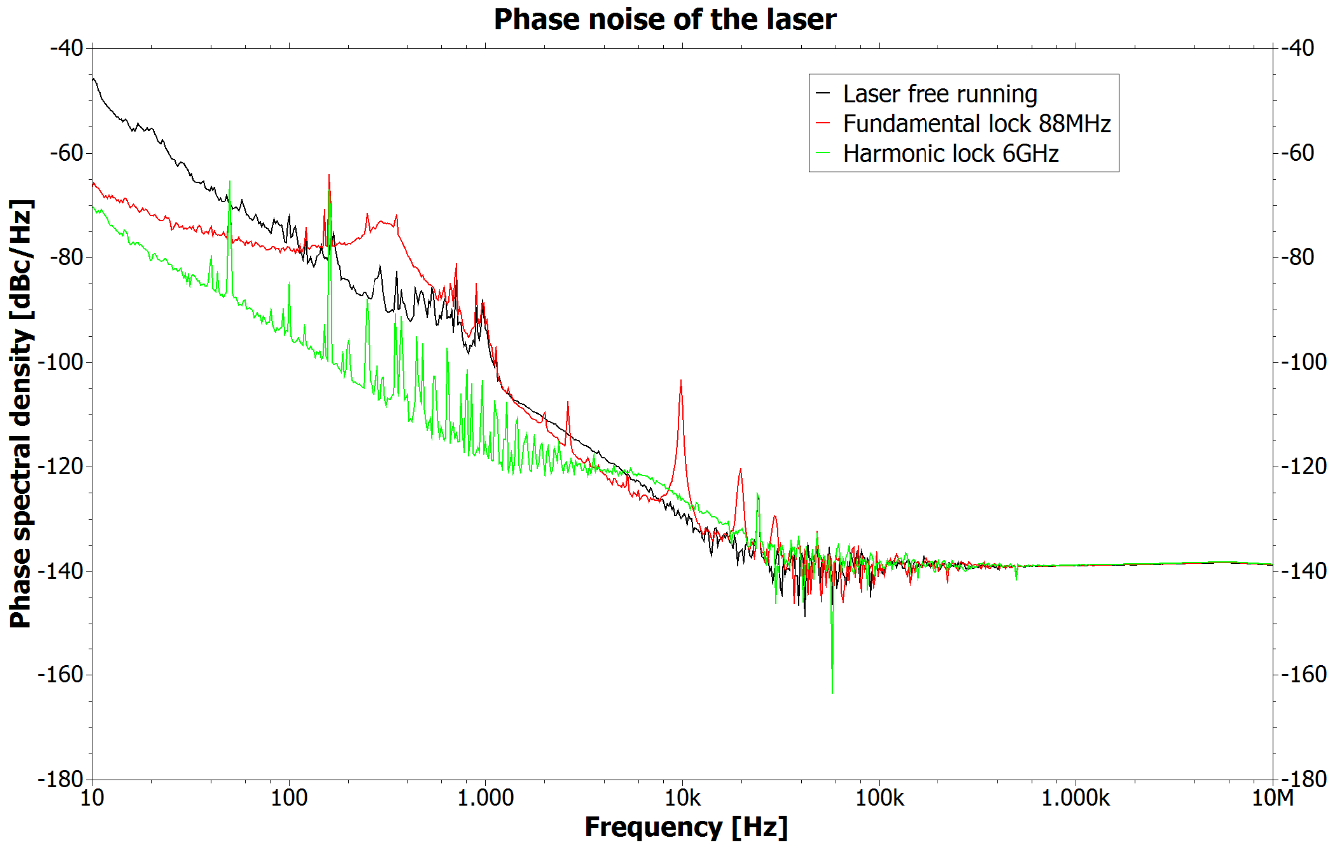 Phase noise of the laser
Laser free running
Fundamental lock 88MHz
Harmonic lock 6GHz
Phase spectral density [dBc/Hz]
-40 -40
-60 -60
-80 -80
-100 -100
-120 -120
-140 -140
-160 -160
-180 -180
10 100 1.000 10k 100k 1.000k 10M
Frequency [Hz]